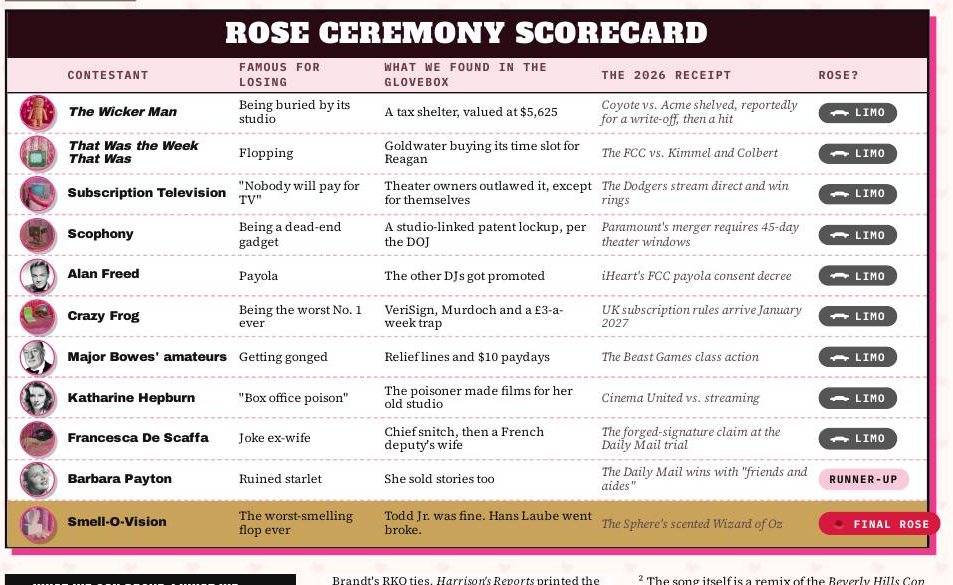 ROSE CEREMONY SCORECARD
CONTESTANT
FAMOUS FOR
LOSING
WHAT WE FOUND IN THE
GLOVEBOX
THE 2026 RECEIPT
ROSE?
The Wicker Man
Being buried by its
studio
A tax shelter, valued at $5,625
Coyote vs. Acme shelved, reportedly
for a write-off, then a hit
LIMO
That Was the Week
That Was
Flopping
Goldwater buying its time slot for
Reagan
The FCC vs. Kimmel and Colbert
LIMO
Subscription Television
"Nobody will pay for
TV"
Theater owners outlawed it, except
for themselves
The Dodgers stream direct and win
rings
LIMO
Scophony
Being a dead-end
gadget
A studio-linked patent lockup, per
the DOJ
Paramount's merger requires 45-day
theater windows
LIMO
Alan Freed
Payola
The other DJs got promoted
iHeart's FCC payola consent decree
LIMO
Crazy Frog
Being the worst No. 1
ever
VeriSign, Murdoch and a £3-a-
week trap
UK subscription rules arrive January
2027
LIMO
Major Bowes' amateurs
Getting gonged
Relief lines and $10 paydays
The Beast Games class action
LIMO
Katharine Hepburn
"Box office poison"
The poisoner made films for her
old studio
Cinema United vs. streaming
LIMO
Francesca De Scaffa
Joke ex-wife
Chief snitch, then a French
deputy's wife
The forged-signature claim at the
Daily Mail trial
LIMO
Barbara Payton
Ruined starlet
She sold stories too
The Daily Mail wins with "friends and
aides"
RUNNER-UP
Smell-O-Vision
The worst-smelling
flop ever
Todd Jr. was fine. Hans Laube went
broke.
The Sphere's scented Wizard of Oz
FINAL ROSE
Brandt's RKO ties. Harrison's Reports printed the
² The song itself is a remix of the Beverly Hills Cop